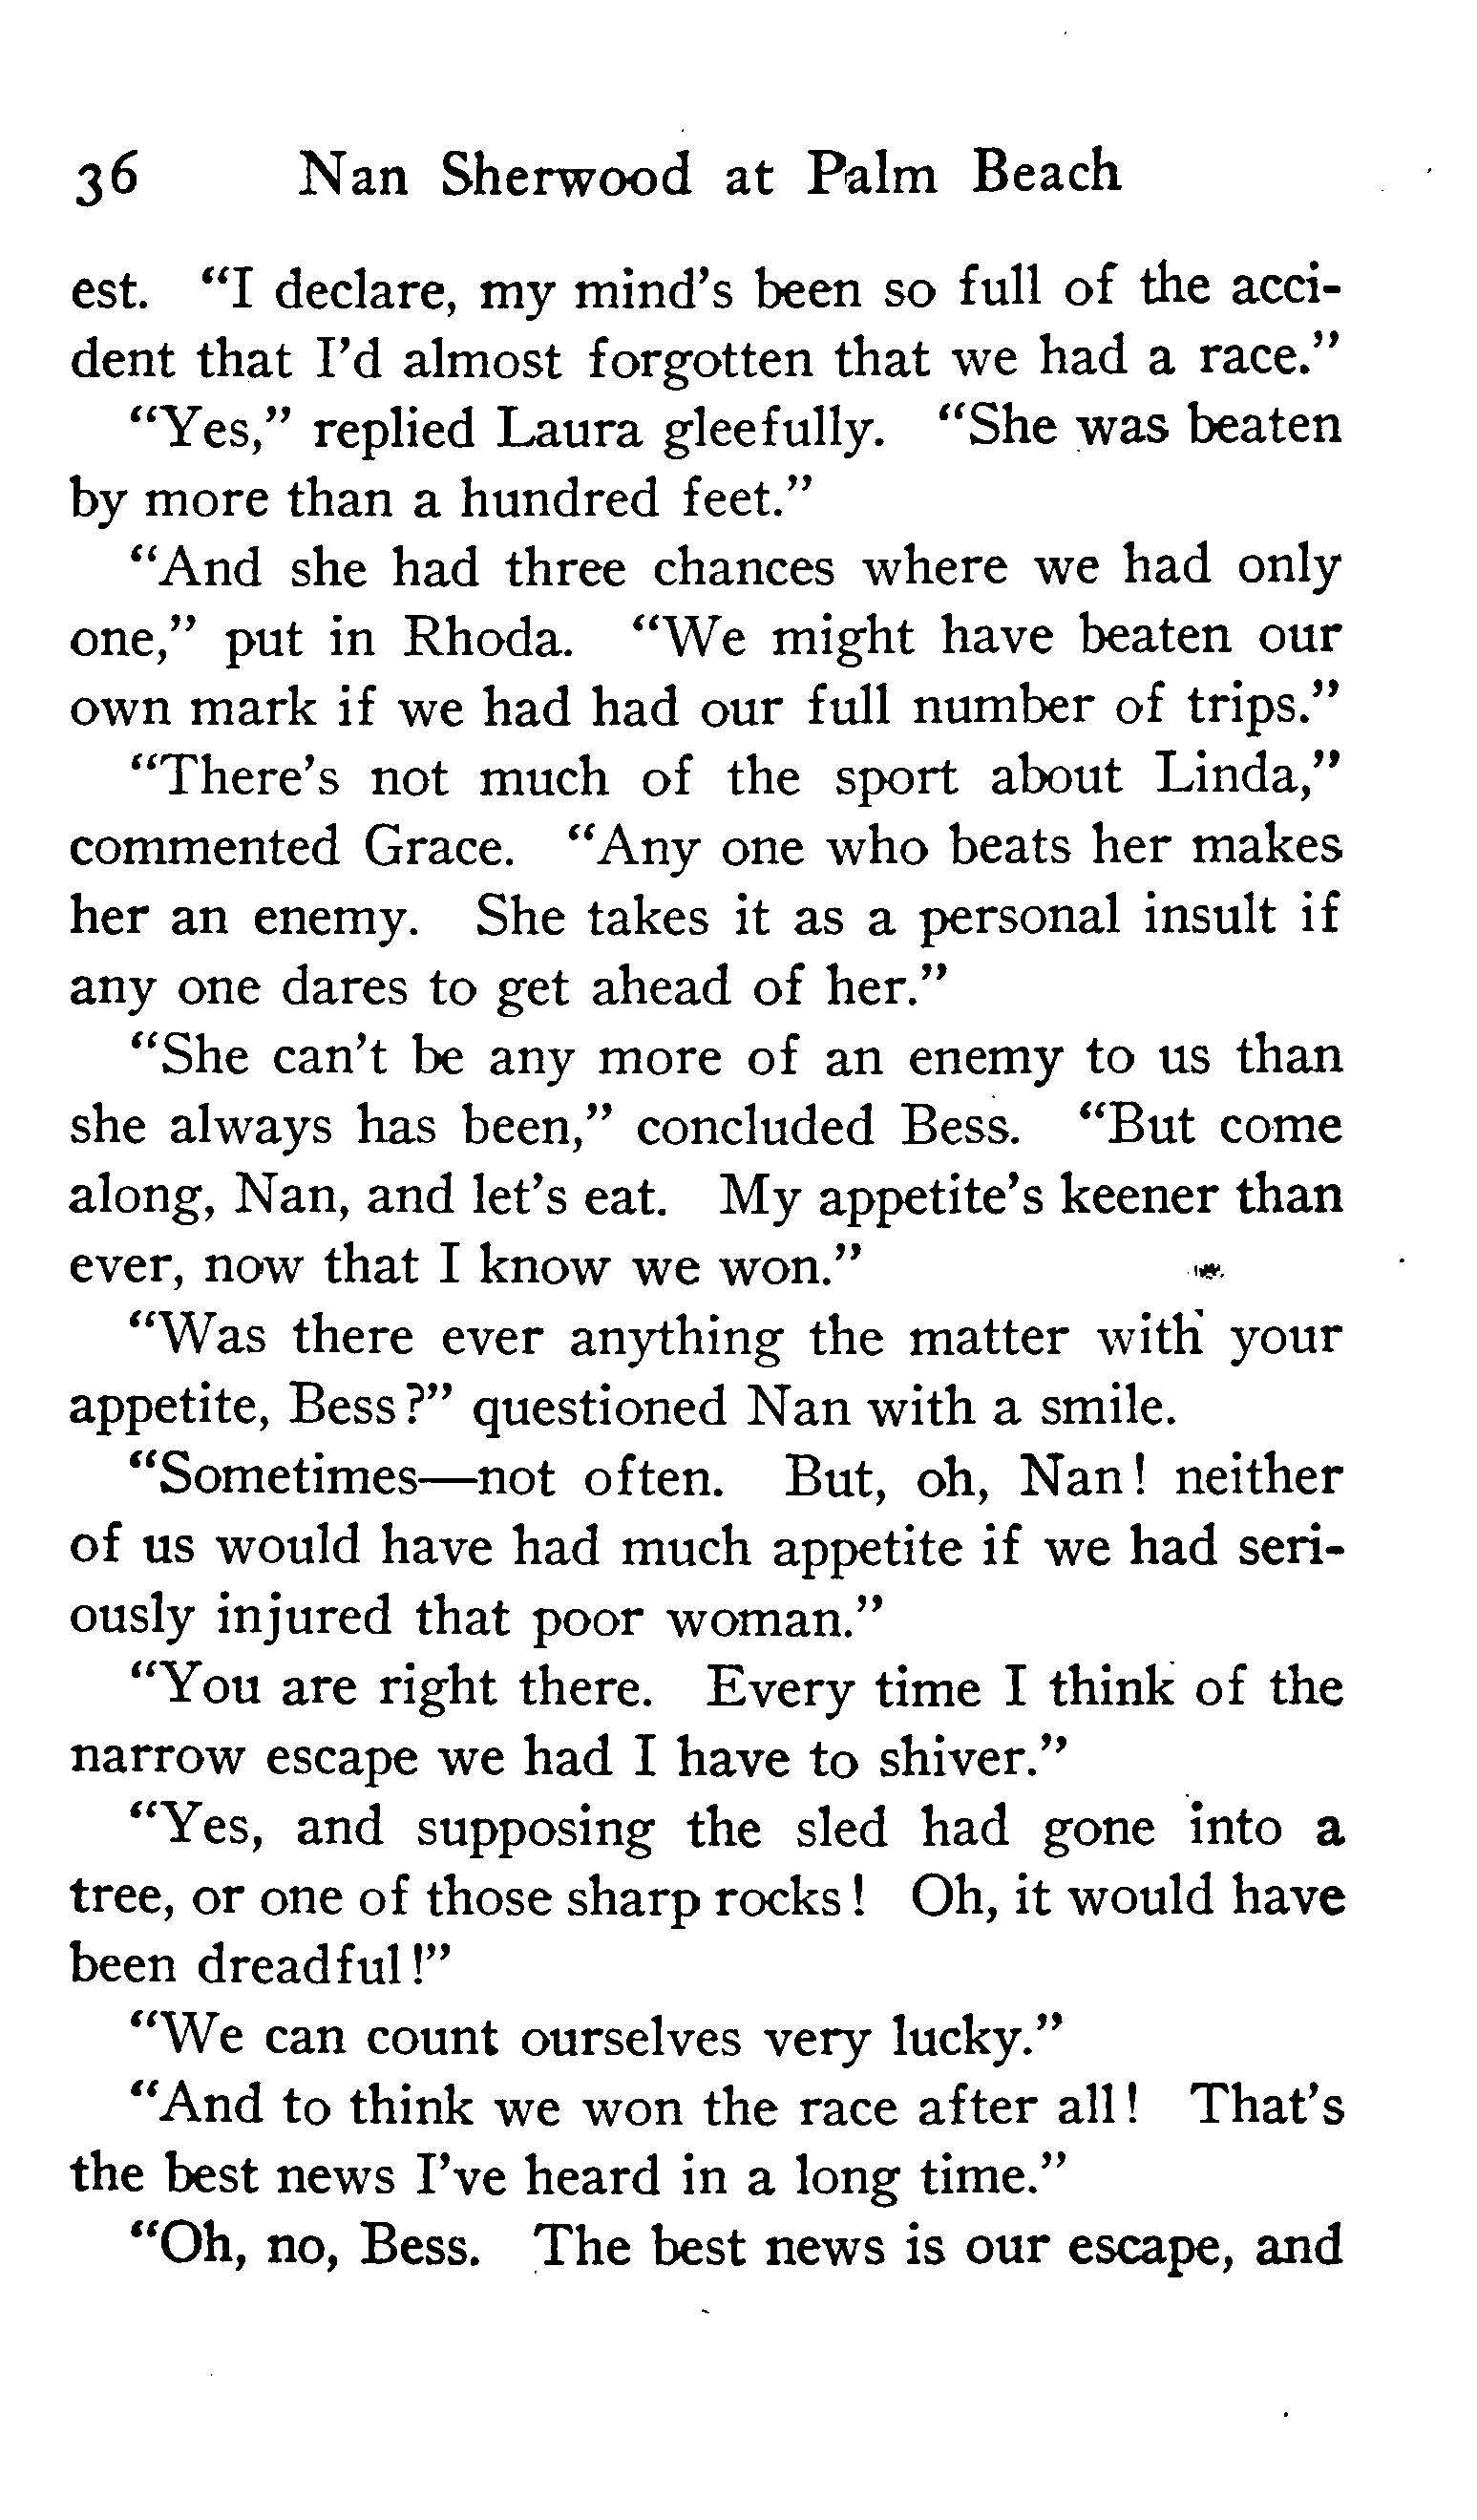 36 Nan Sherwood at Palm Beach
est. "I declare, my mind's been so full of the acci-
dent that I'd almost forgotten that we had a race."
"Yes," replied Laura gleefully. "She was beaten
by more than a hundred feet."
"And she had three chances where we had only
one," put in Rhoda. "We might have beaten our
own mark if we had had our full number of trips."
"There's not much of the sport about Linda,"
commented Grace. "Any one who beats her makes
her an enemy. She takes it as a personal insult if
any one dares to get ahead of her."
"She can't be any more of an enemy to us than
she always has been," concluded Bess. "But come
along, Nan, and let's eat. My appetite's keener than
ever, now that I know we won."
"Was there ever anything the matter with your
appetite, Bess?" questioned Nan with a smile.
"Sometimes—not often. But, oh, Nan! neither
of us would have had much appetite if we had seri-
ously injured that poor woman."
"You are right there. Every time I think of the
narrow escape we had I have to shiver."
"Yes, and supposing the sled had gone into a
tree, or one of those sharp rocks! Oh, it would have
been dreadful!"
"We can count ourselves very lucky."
"And to think we won the race after all! That's
the best news I've heard in a long time."
"Oh, no, Bess. The best news is our escape, and